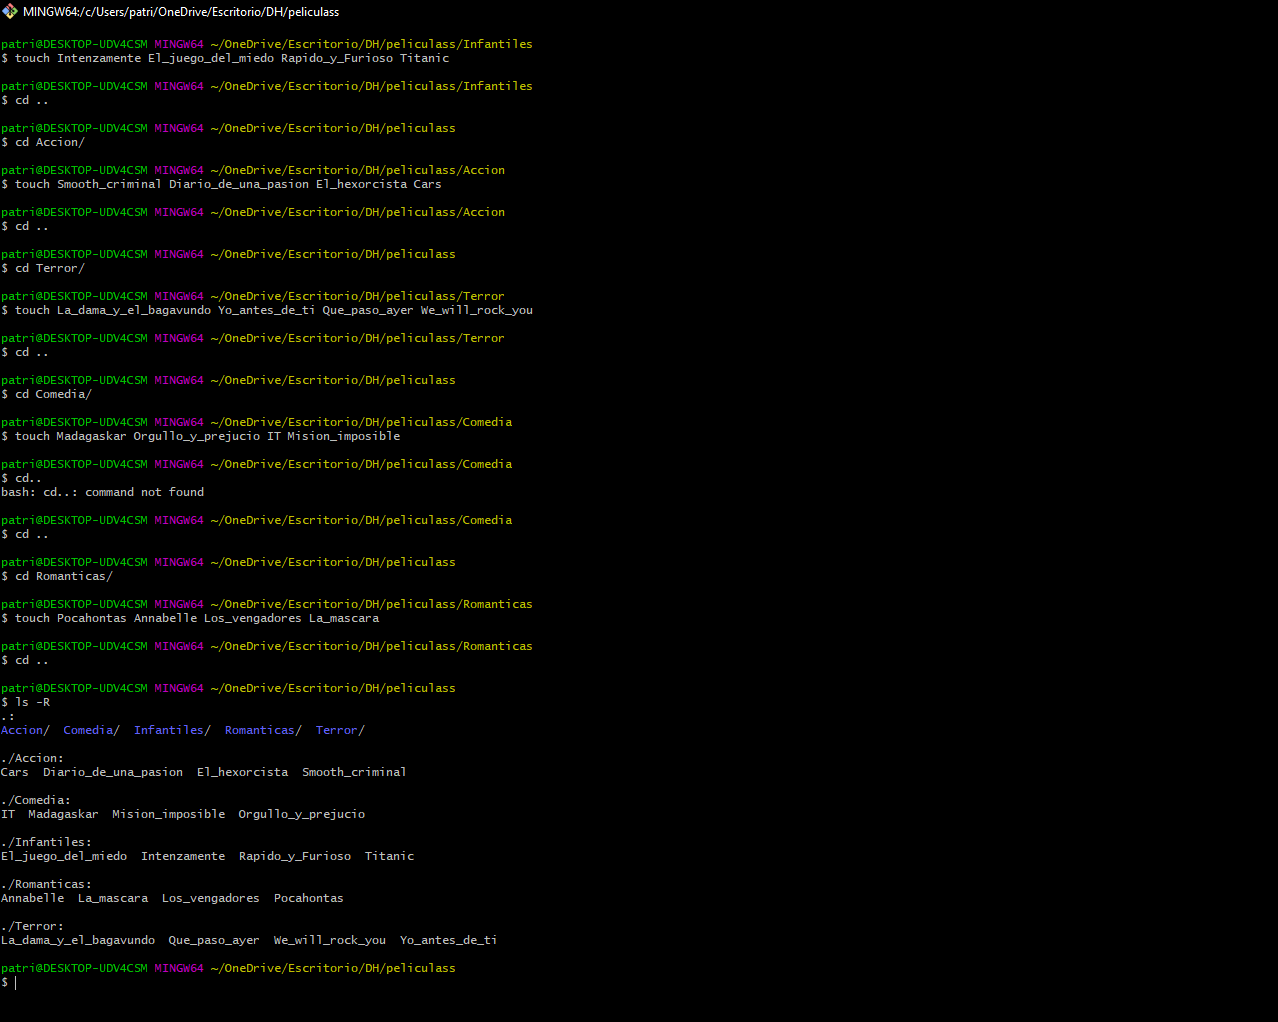 MINGW64:/c/Users/patri/OneDrive/Escritorio/DH/peliculass
patri@DESKTOP-UDV4CSM MINGW64 ~/OneDrive/Escritorio/DH/peliculass/Infantiles
$ touch Intenzamente El_juego_del_miedo Rapido_y_Furioso Titanic
patri@DESKTOP-UDV4CSM MINGW64 ~/OneDrive/Escritorio/DH/peliculass/Infantiles
$ cd ..
patri@DESKTOP-UDV4CSM MINGW64 ~/OneDrive/Escritorio/DH/peliculass
$ cd Accion/
patri@DESKTOP-UDV4CSM MINGW64 ~/OneDrive/Escritorio/DH/peliculass/Accion
$ touch Smooth_criminal Diario_de_una_pasion El_hexorcista Cars
patri@DESKTOP-UDV4CSM MINGW64 ~/OneDrive/Escritorio/DH/peliculass/Accion
$ cd ..
patri@DESKTOP-UDV4CSM MINGW64 ~/OneDrive/Escritorio/DH/peliculass
$ cd Terror/
patri@DESKTOP-UDV4CSM MINGW64 ~/OneDrive/Escritorio/DH/peliculass/Terror
$ touch La_dama_y_el_bagavundo Yo_antes_de_ti Que_paso_ayer We_will_rock_you
patri@DESKTOP-UDV4CSM MINGW64 ~/OneDrive/Escritorio/DH/peliculass/Terror
$ cd ..
patri@DESKTOP-UDV4CSM MINGW64 ~/OneDrive/Escritorio/DH/peliculass
$ cd Comedia/
patri@DESKTOP-UDV4CSM MINGW64 ~/OneDrive/Escritorio/DH/peliculass/Comedia
$ touch Madagaskar Orgullo_y_prejucio IT Mision_imposible
patri@DESKTOP-UDV4CSM MINGW64 ~/OneDrive/Escritorio/DH/peliculass/Comedia
$ cd..
bash: cd..: command not found
patri@DESKTOP-UDV4CSM MINGW64 ~/OneDrive/Escritorio/DH/peliculass/Comedia
$ cd ..
patri@DESKTOP-UDV4CSM MINGW64 ~/OneDrive/Escritorio/DH/peliculass
$ cd Romanticas/
patri@DESKTOP-UDV4CSM MINGW64 ~/OneDrive/Escritorio/DH/peliculass/Romanticas
$ touch Pocahontas Annabelle Los_vengadores La_mascara
patri@DESKTOP-UDV4CSM MINGW64 ~/OneDrive/Escritorio/DH/peliculass/Romanticas
$ cd ..
patri@DESKTOP-UDV4CSM MINGW64 ~/OneDrive/Escritorio/DH/peliculass
$ ls -R
.:
Accion/  Comedia/  Infantiles/  Romanticas/  Terror/
./Accion:
Cars  Diario_de_una_pasion  El_hexorcista  Smooth_criminal
./Comedia:
IT  Madagaskar  Mision_imposible  Orgullo_y_prejucio
./Infantiles:
El_juego_del_miedo  Intenzamente  Rapido_y_Furioso  Titanic
./Romanticas:
Annabelle  La_mascara  Los_vengadores  Pocahontas
./Terror:
La_dama_y_el_bagavundo  Que_paso_ayer  We_will_rock_you  Yo_antes_de_ti
patri@DESKTOP-UDV4CSM MINGW64 ~/OneDrive/Escritorio/DH/peliculass
$